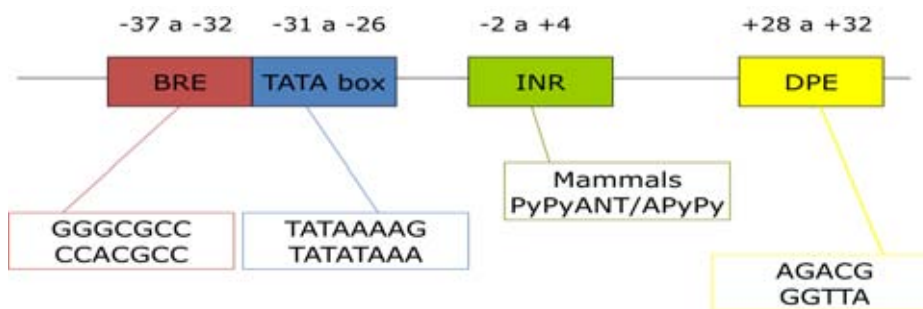 -37 a -32 -31 a -26 -2 a +4 +28 a +32
BRE TATA box INR DPE
Mammals
PyPyANT/APyPy
GGGCGCC
CCACGCC
TATAAAAG
TATATAAA
AGACG
GGTTA